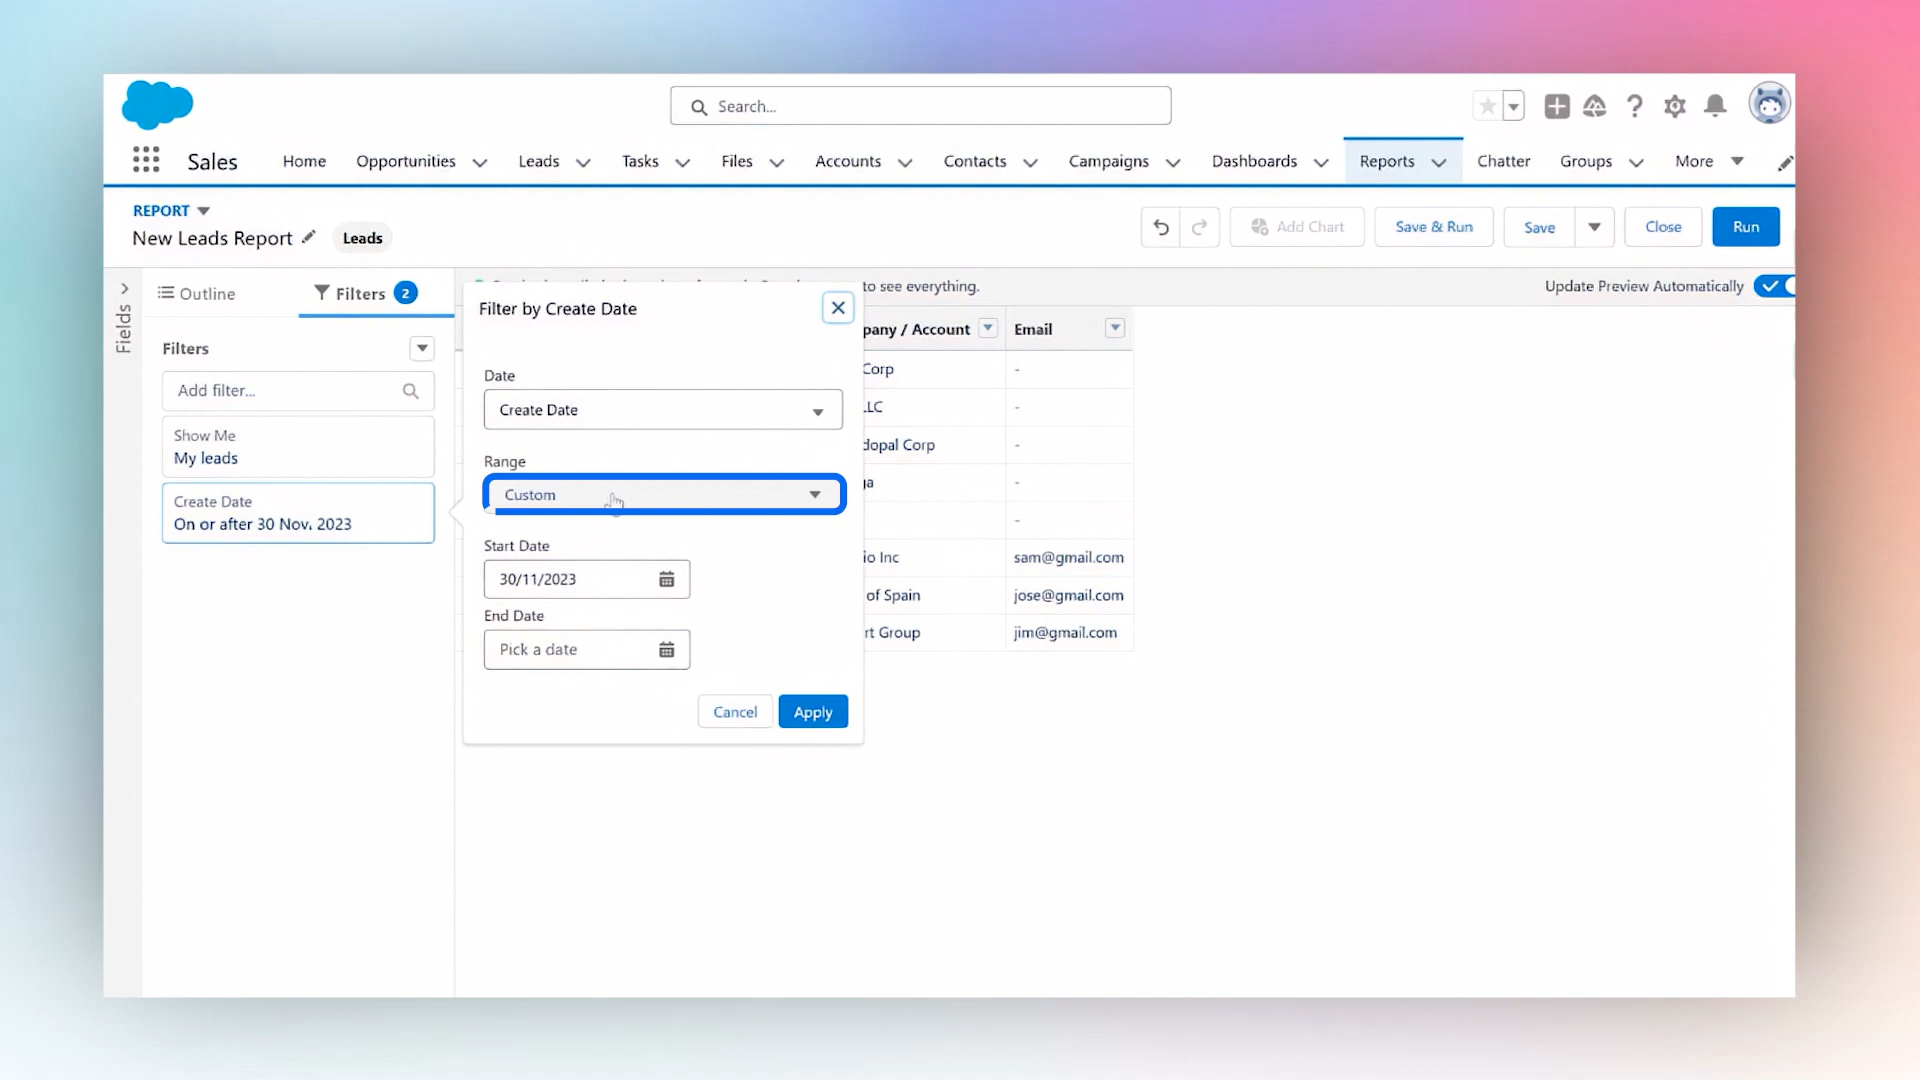 Search...
Sales
Home
Opportunities
Leads
Tasks
Files
Accounts
Contacts
Campaigns
Dashboards
Reports
Chatter
Groups
More
REPORT
New Leads Report
Leads
Add Chart
Save & Run
Save
Close
Run
Fields
Outline
Filters 2
to see everything.
Update Preview Automatically
Filters
Add filter...
Show Me
My leads
Create Date
On or after 30 Nov, 2023
Filter by Create Date
Date
Create Date
Range
Custom
Start Date
30/11/2023
End Date
Pick a date
Cancel
Apply
pany / Account
Email
Corp
-
LLC
-
dopal Corp
-
ga
-
-
io Inc
sam@gmail.com
of Spain
jose@gmail.com
rt Group
jim@gmail.com